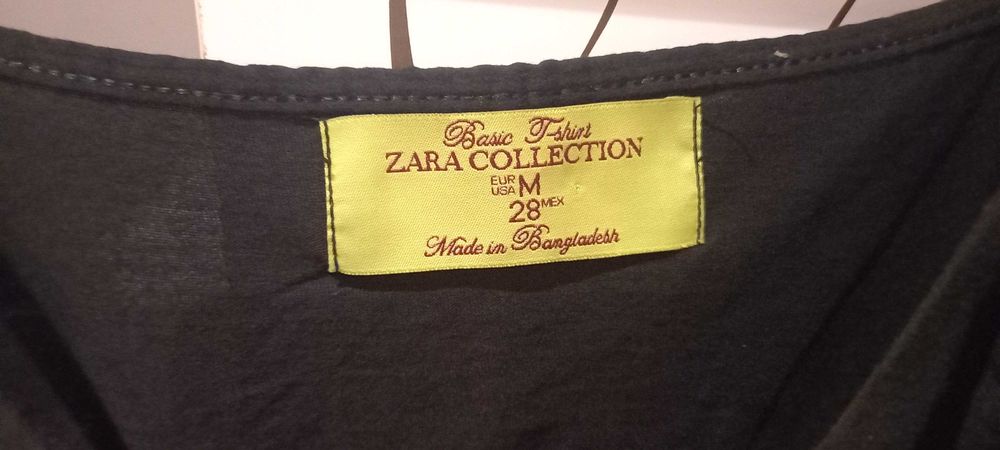 Basic T-shirt
ZARA COLLECTION
EUR
USA M
28 MEX
Made in Bangladesh